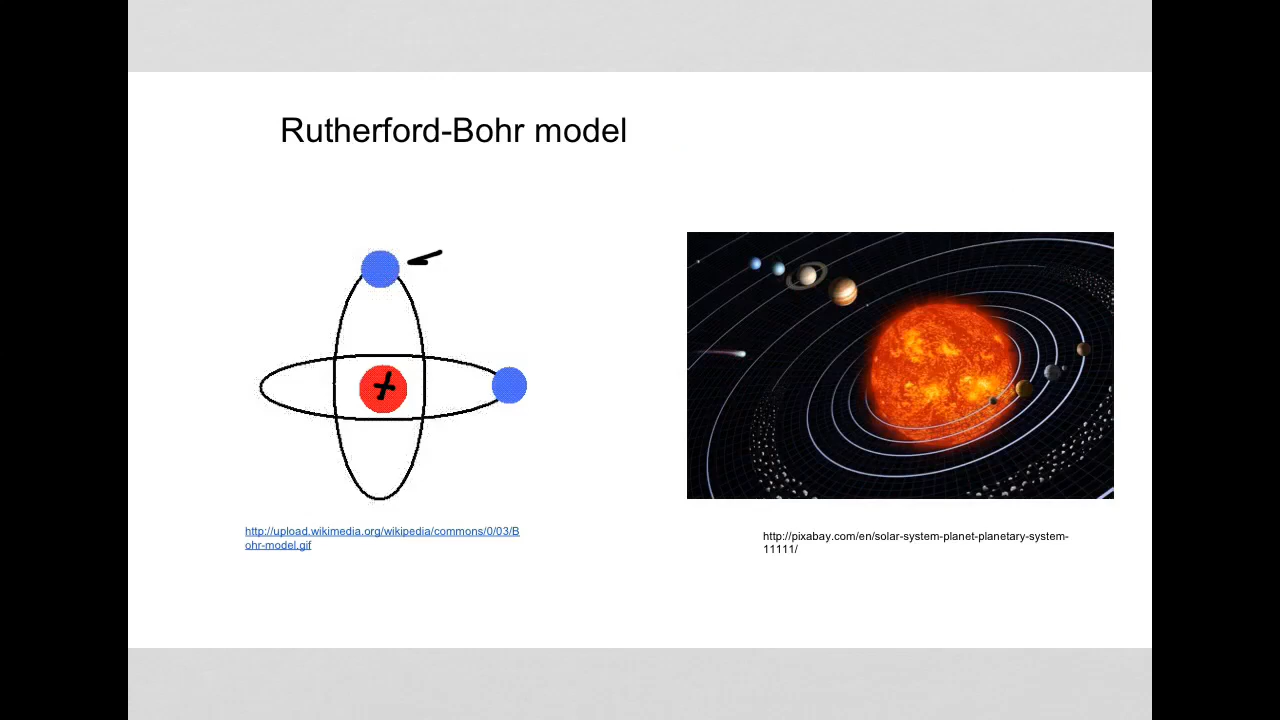 Rutherford-Bohr model
-
+
http://upload.wikimedia.org/wikipedia/commons/0/03/B
ohr-model.gif
http://pixabay.com/en/solar-system-planet-planetary-system-
11111/